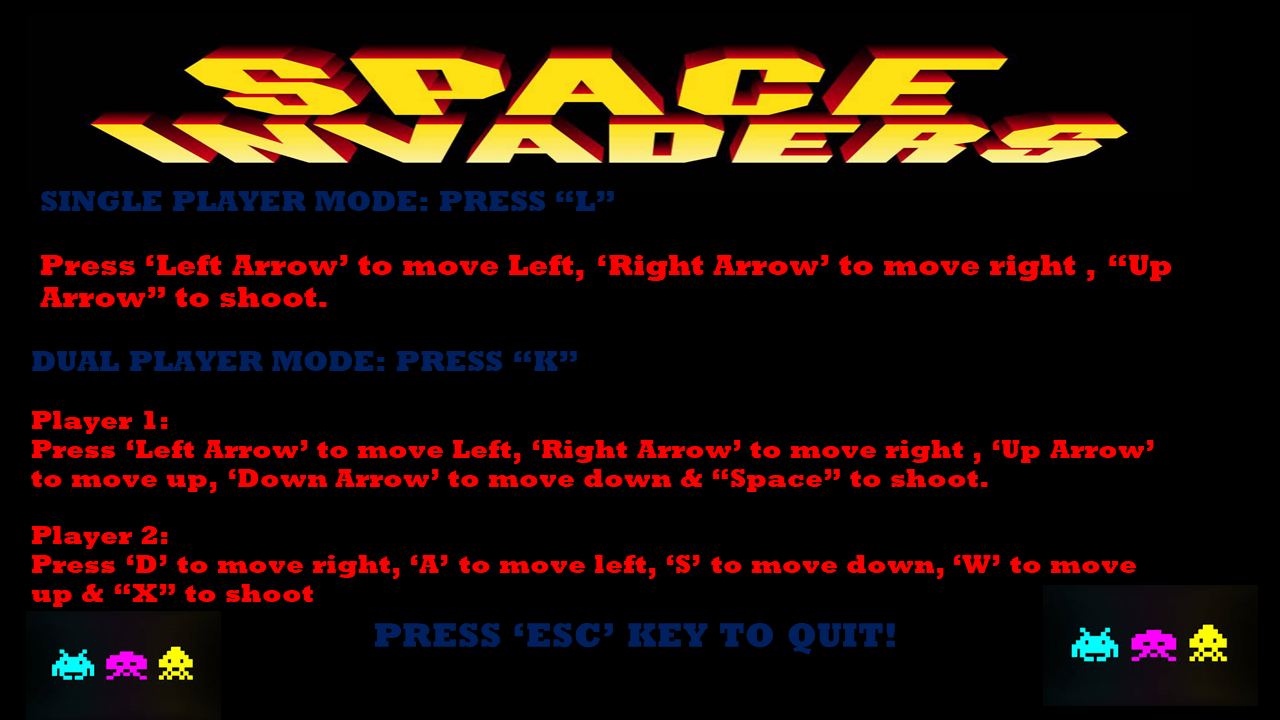 SPACE
INVADERS
SINGLE PLAYER MODE: PRESS “L”
Press ‘Left Arrow’ to move Left, ‘Right Arrow’ to move right , “Up
Arrow” to shoot.
DUAL PLAYER MODE: PRESS “K”
Player 1:
Press ‘Left Arrow’ to move Left, ‘Right Arrow’ to move right , ‘Up Arrow’
to move up, ‘Down Arrow’ to move down & “Space” to shoot.
Player 2:
Press ‘D’ to move right, ‘A’ to move left, ‘S’ to move down, ‘W’ to move
up & “X” to shoot
PRESS ‘ESC’ KEY TO QUIT!